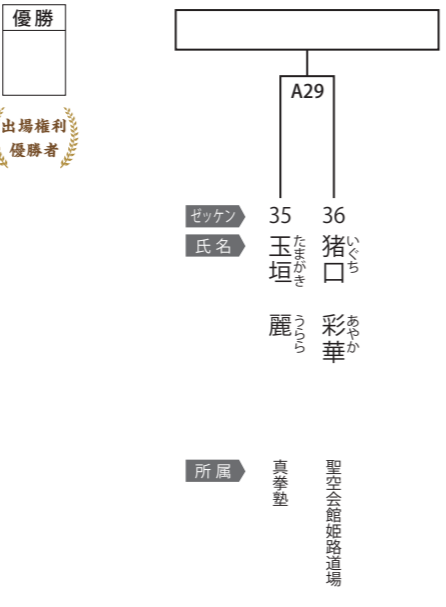 優勝
出場権利
優勝者
A29
ゼッケン 35 36
氏名
玉垣 麗
たまがき うらら
猪口 彩華
いぐち あやか
所属
真拳塾
聖空会館姫路道場